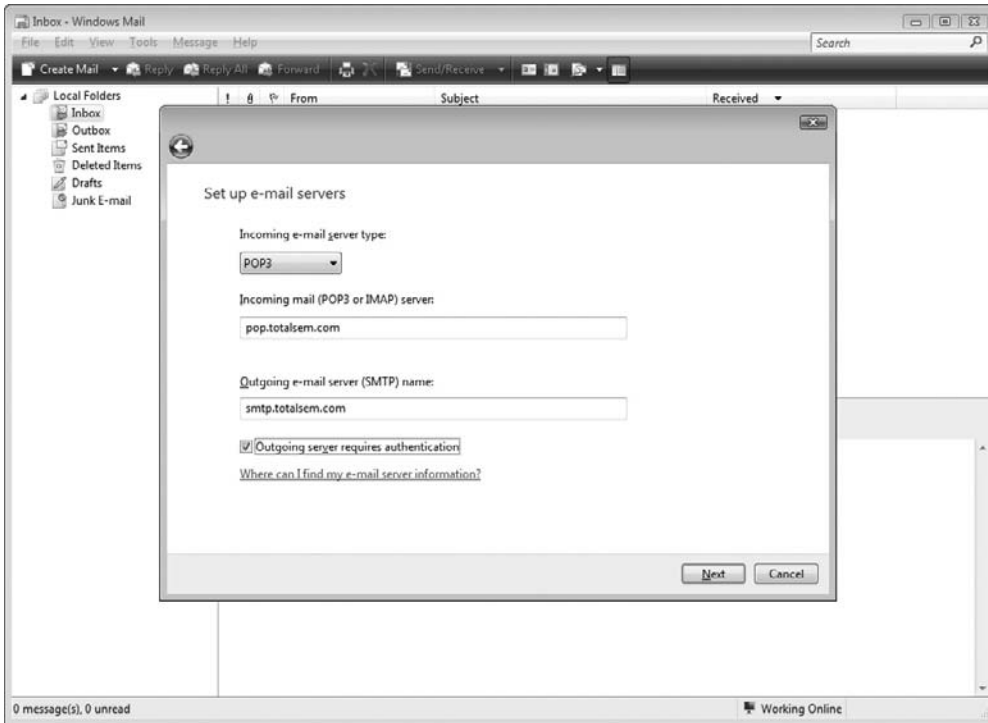 Inbox - Windows Mail
File Edit View Tools Message Help
Search
Create Mail Reply Reply All Forward Send/Receive
Local Folders
Inbox
Outbox
Sent Items
Deleted Items
Drafts
Junk E-mail
! From Subject Received
Set up e-mail servers
Incoming e-mail server type:
POP3
Incoming mail (POP3 or IMAP) server:
pop.totalsem.com
Outgoing e-mail server (SMTP) name:
smtp.totalsem.com
Outgoing server requires authentication
Where can I find my e-mail server information?
Next Cancel
0 message(s), 0 unread
Working Online